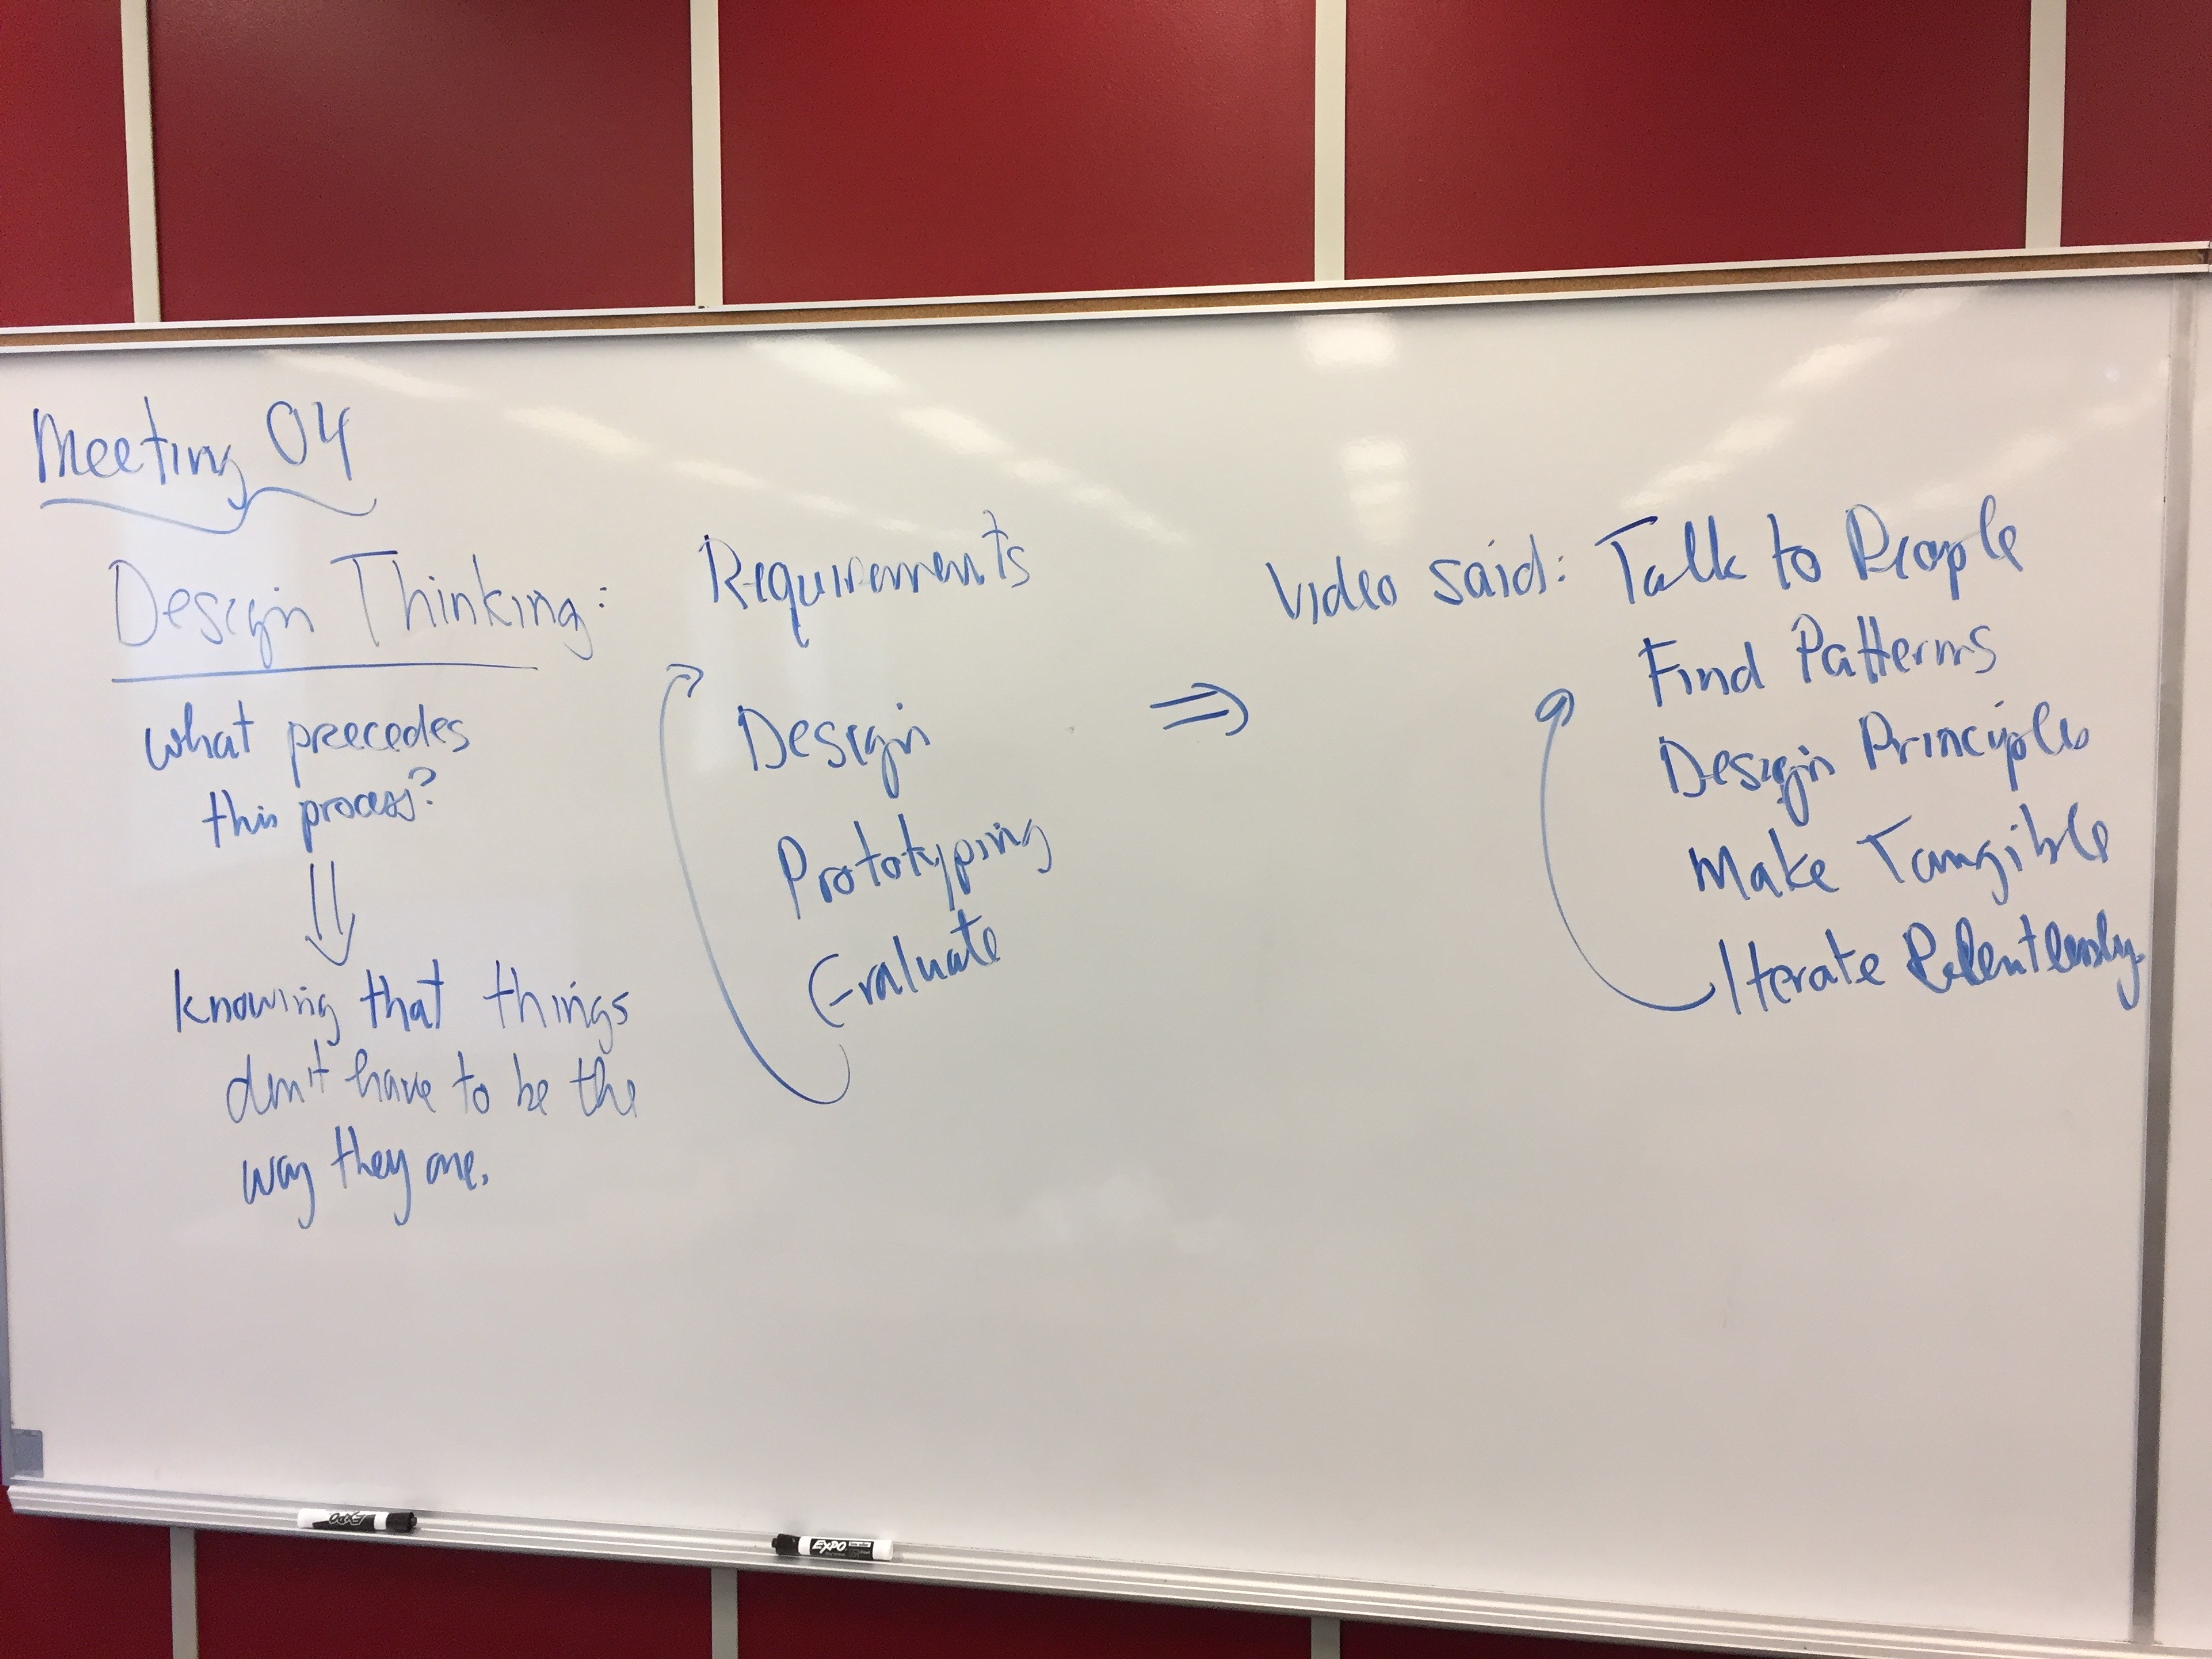 Meeting 04
Design Thinking:
what precedes
this process?
knowing that things
don't have to be the
way they are.
Requirements
Design
Prototyping
Evaluate
⇒
Video said: Talk to People
Find Patterns
Design Principles
Make Tangible
Iterate Relentlessly
EXPO
EXPO